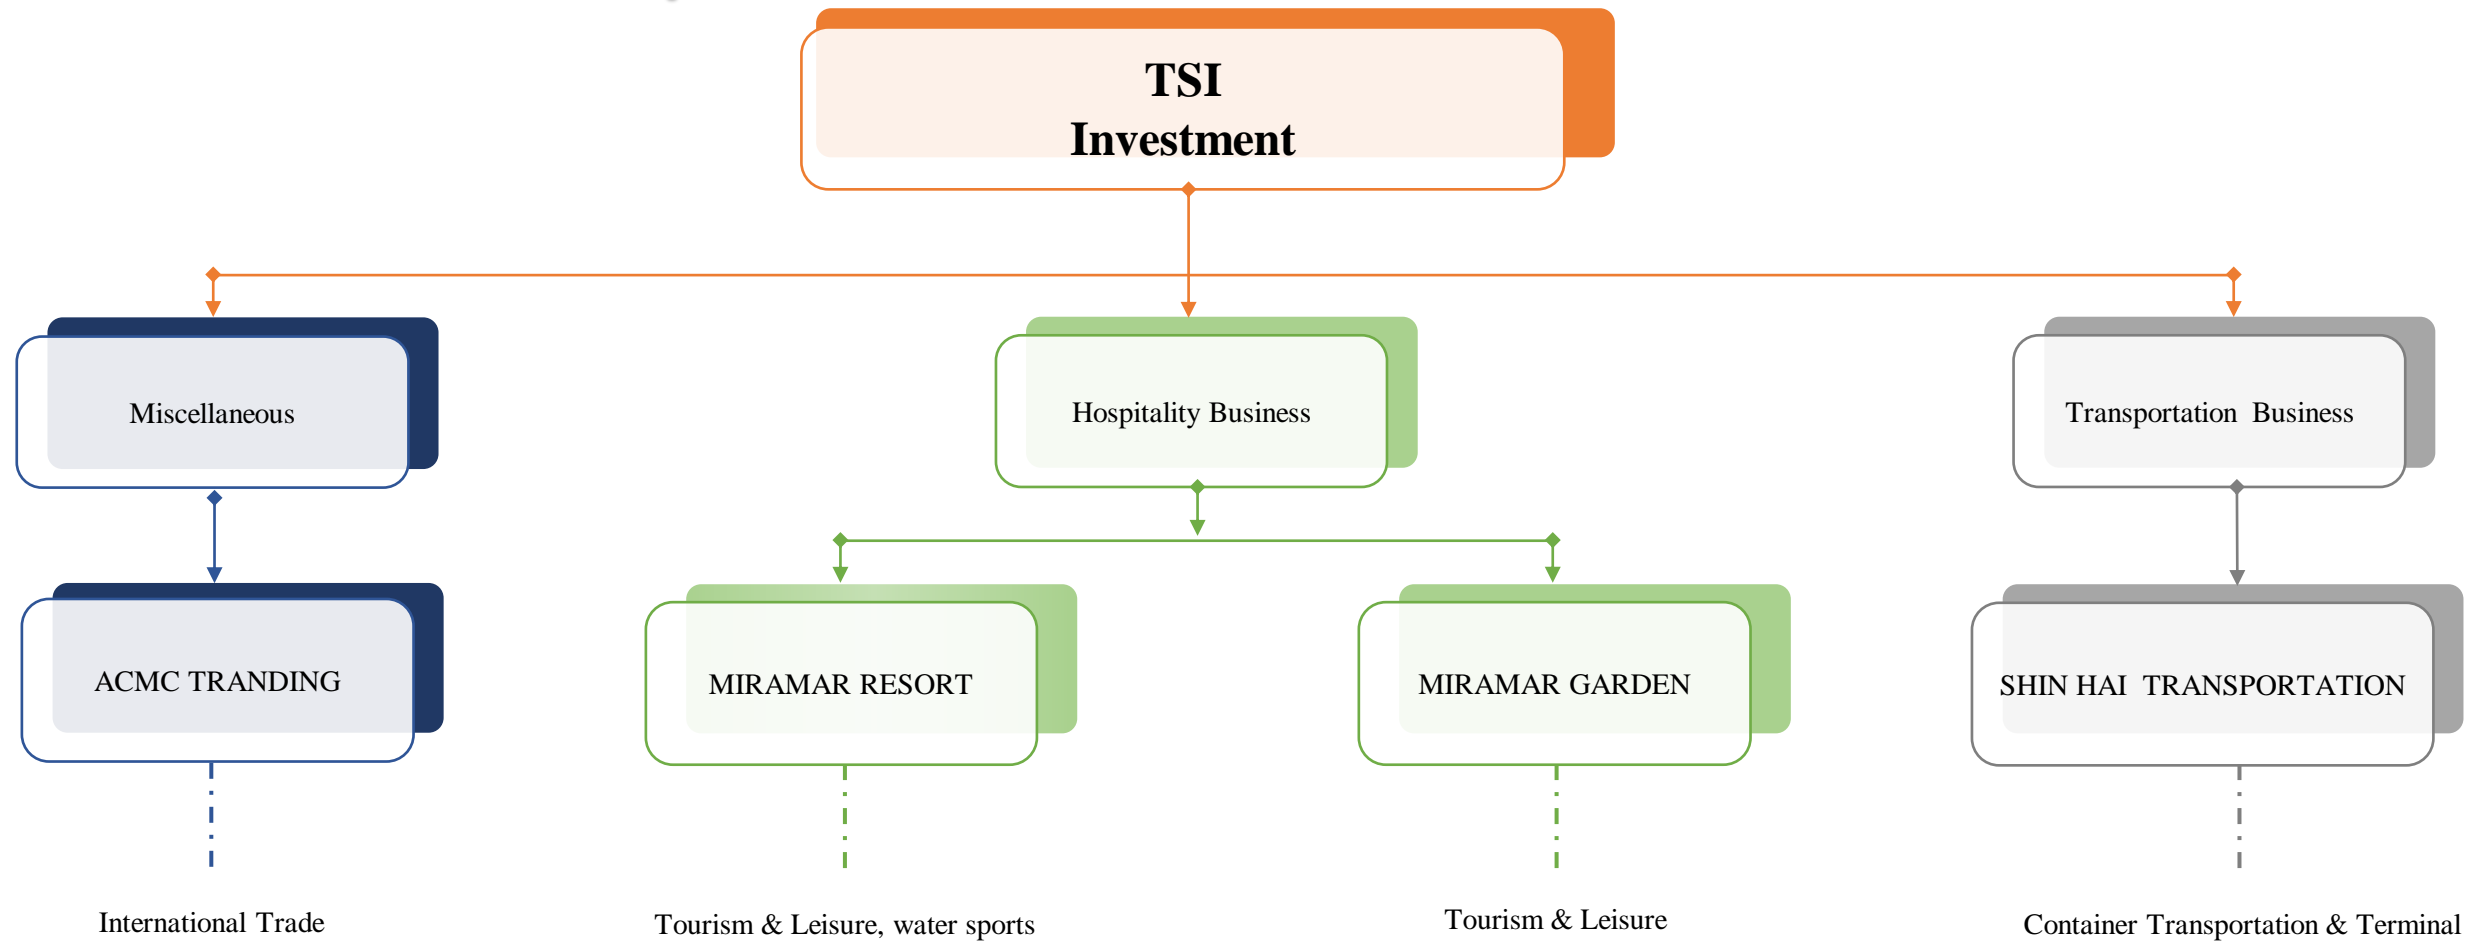 TSI
Investment
Miscellaneous
Hospitality Business
Transportation Business
ACMC TRANDING
MIRAMAR RESORT
MIRAMAR GARDEN
SHIN HAI TRANSPORTATION
International Trade
Tourism & Leisure, water sports
Tourism & Leisure
Container Transportation & Terminal